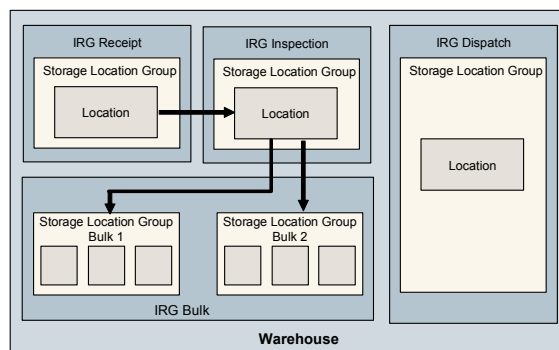 IRG Receipt
Storage Location Group
Location
IRG Inspection
Storage Location Group
Location
IRG Dispatch
Storage Location Group
Location
Storage Location Group
Bulk 1
Storage Location Group
Bulk 2
IRG Bulk
Warehouse